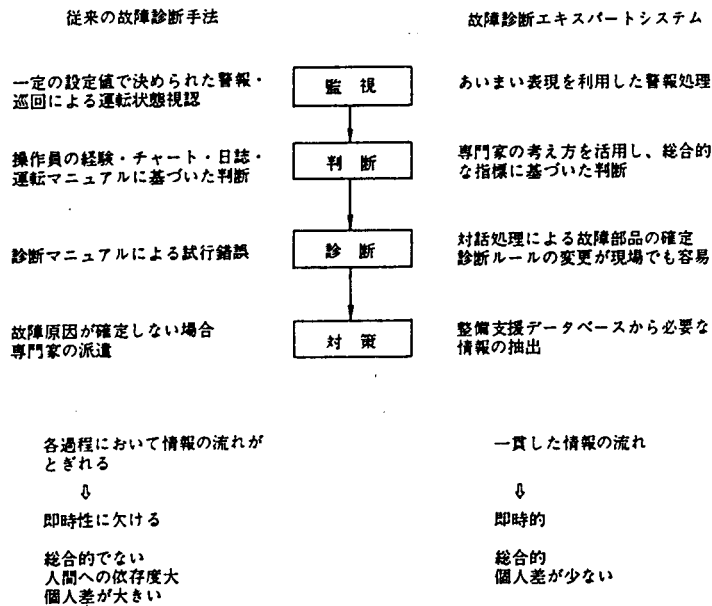 従来の故障診断手法
故障診断エキスパートシステム
一定の設定値で決められた警報・
巡回による運転状態視認
監視
あいまい表現を利用した警報処理
操作員の経験・チャート・日誌・
運転マニュアルに基づいた判断
判断
専門家の考え方を活用し、総合的
な指標に基づいた判断
診断マニュアルによる試行錯誤
診断
対話処理による故障部品の確定
診断ルールの変更が現場でも容易
故障原因が確定しない場合
専門家の派遣
対策
整備支援データベースから必要な
情報の抽出
各過程において情報の流れが
とぎれる
⇩
即時性に欠ける
総合的でない
人間への依存度大
個人差が大きい
一貫した情報の流れ
⇩
即時的
総合的
個人差が少ない